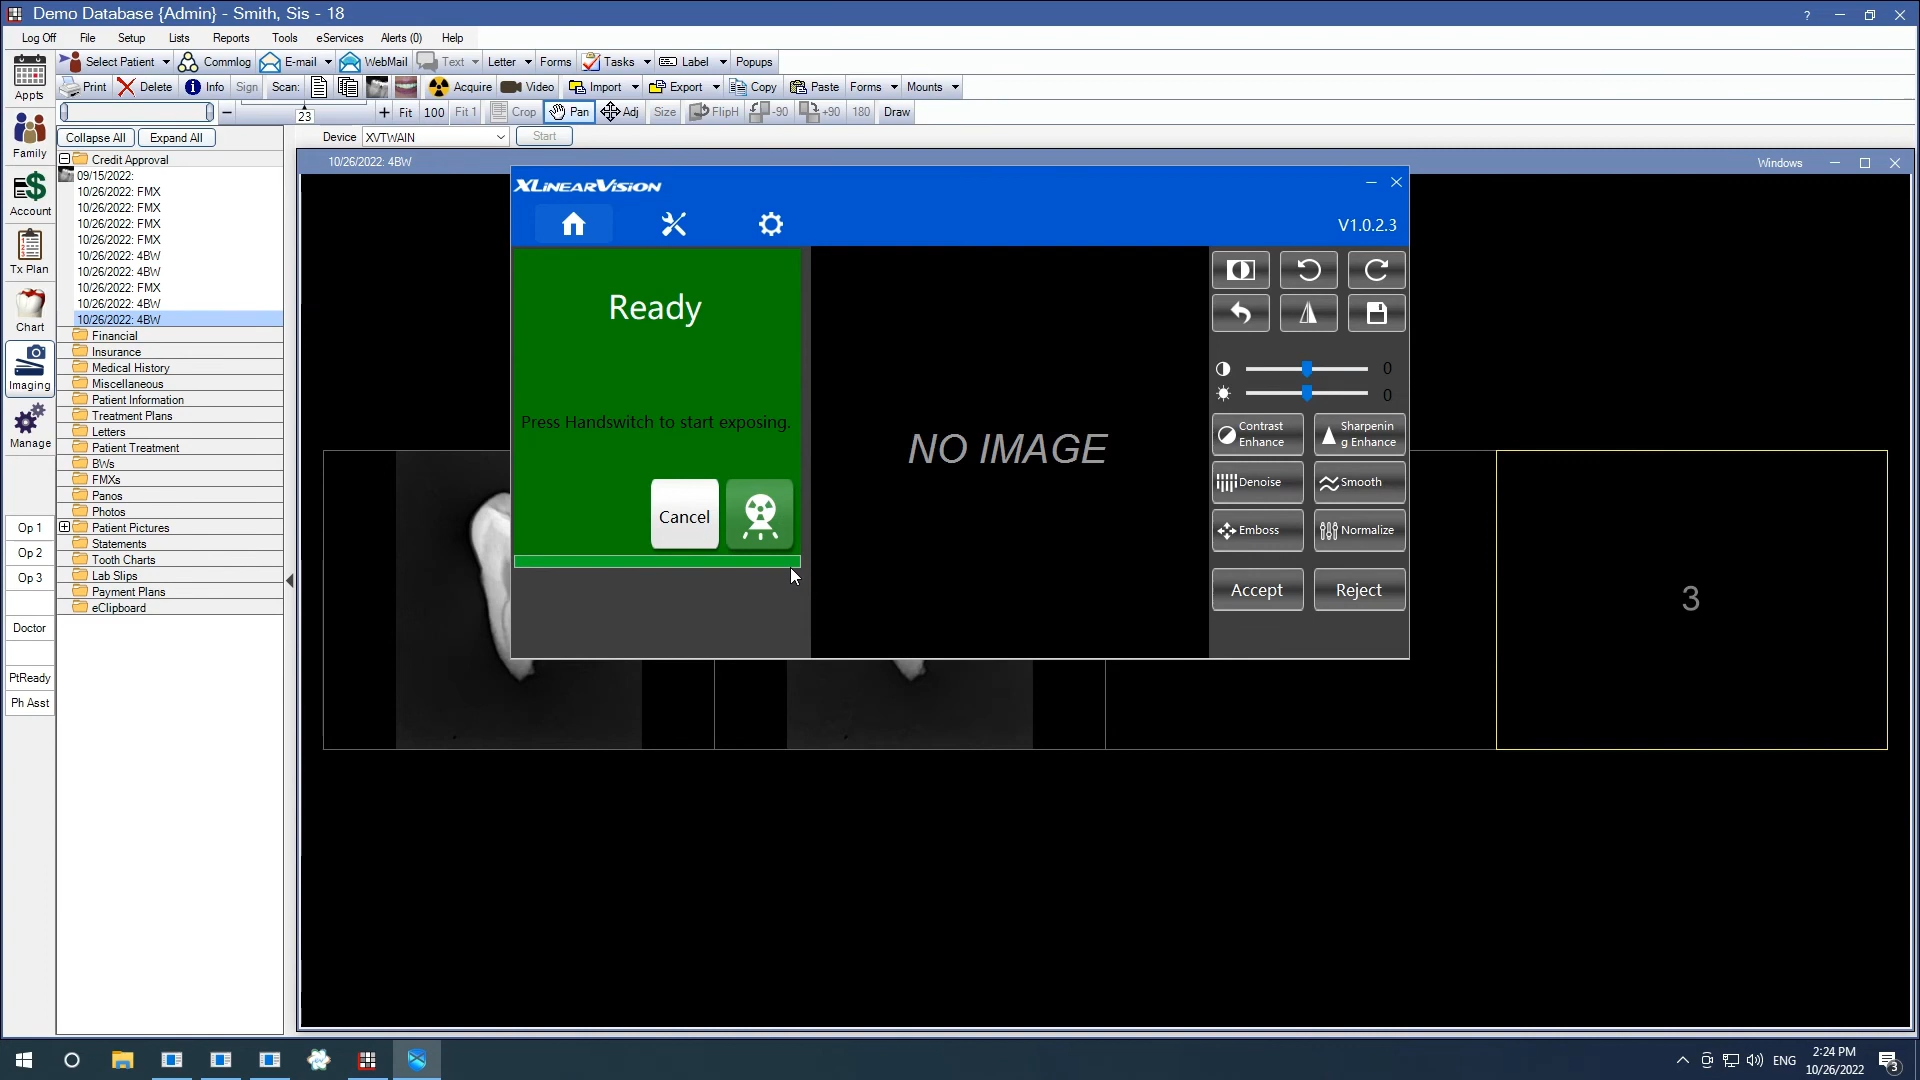 Demo Database {Admin} - Smith, Sis - 18
?
Log Off File Setup Lists Reports Tools eServices Alerts (0) Help
Appts
Family
Account
Tx Plan
Chart
Imaging
Manage
Op 1
Op 2
Op 3
Doctor
PtReady
Ph Asst
Select Patient Commlog E-mail WebMail Text Letter Forms Tasks Label Popups
Print Delete Info Sign Scan: Acquire Video Import Export Copy Paste Forms Mounts
23 Fit 100 Fit 1 Crop Pan Adj Size FlipH -90 +90 180 Draw
Collapse All Expand All
Device XVTWAIN Start
Credit Approval
09/15/2022:
10/26/2022: FMX
10/26/2022: FMX
10/26/2022: FMX
10/26/2022: FMX
10/26/2022: 4BW
10/26/2022: 4BW
10/26/2022: FMX
10/26/2022: 4BW
10/26/2022: 4BW
Financial
Insurance
Medical History
Miscellaneous
Patient Information
Treatment Plans
Letters
Patient Treatment
BWs
FMXs
Panos
Photos
Patient Pictures
Statements
Tooth Charts
Lab Slips
Payment Plans
eClipboard
10/26/2022: 4BW
Windows
XLINEARVISION
V1.0.2.3
Ready
Press Handswitch to start exposing.
Cancel
NO IMAGE
0
0
Contrast
Enhance
Sharpenin
g Enhance
Denoise
Smooth
Emboss
Normalize
Accept
Reject
3
ENG
2:24 PM
10/26/2022
3